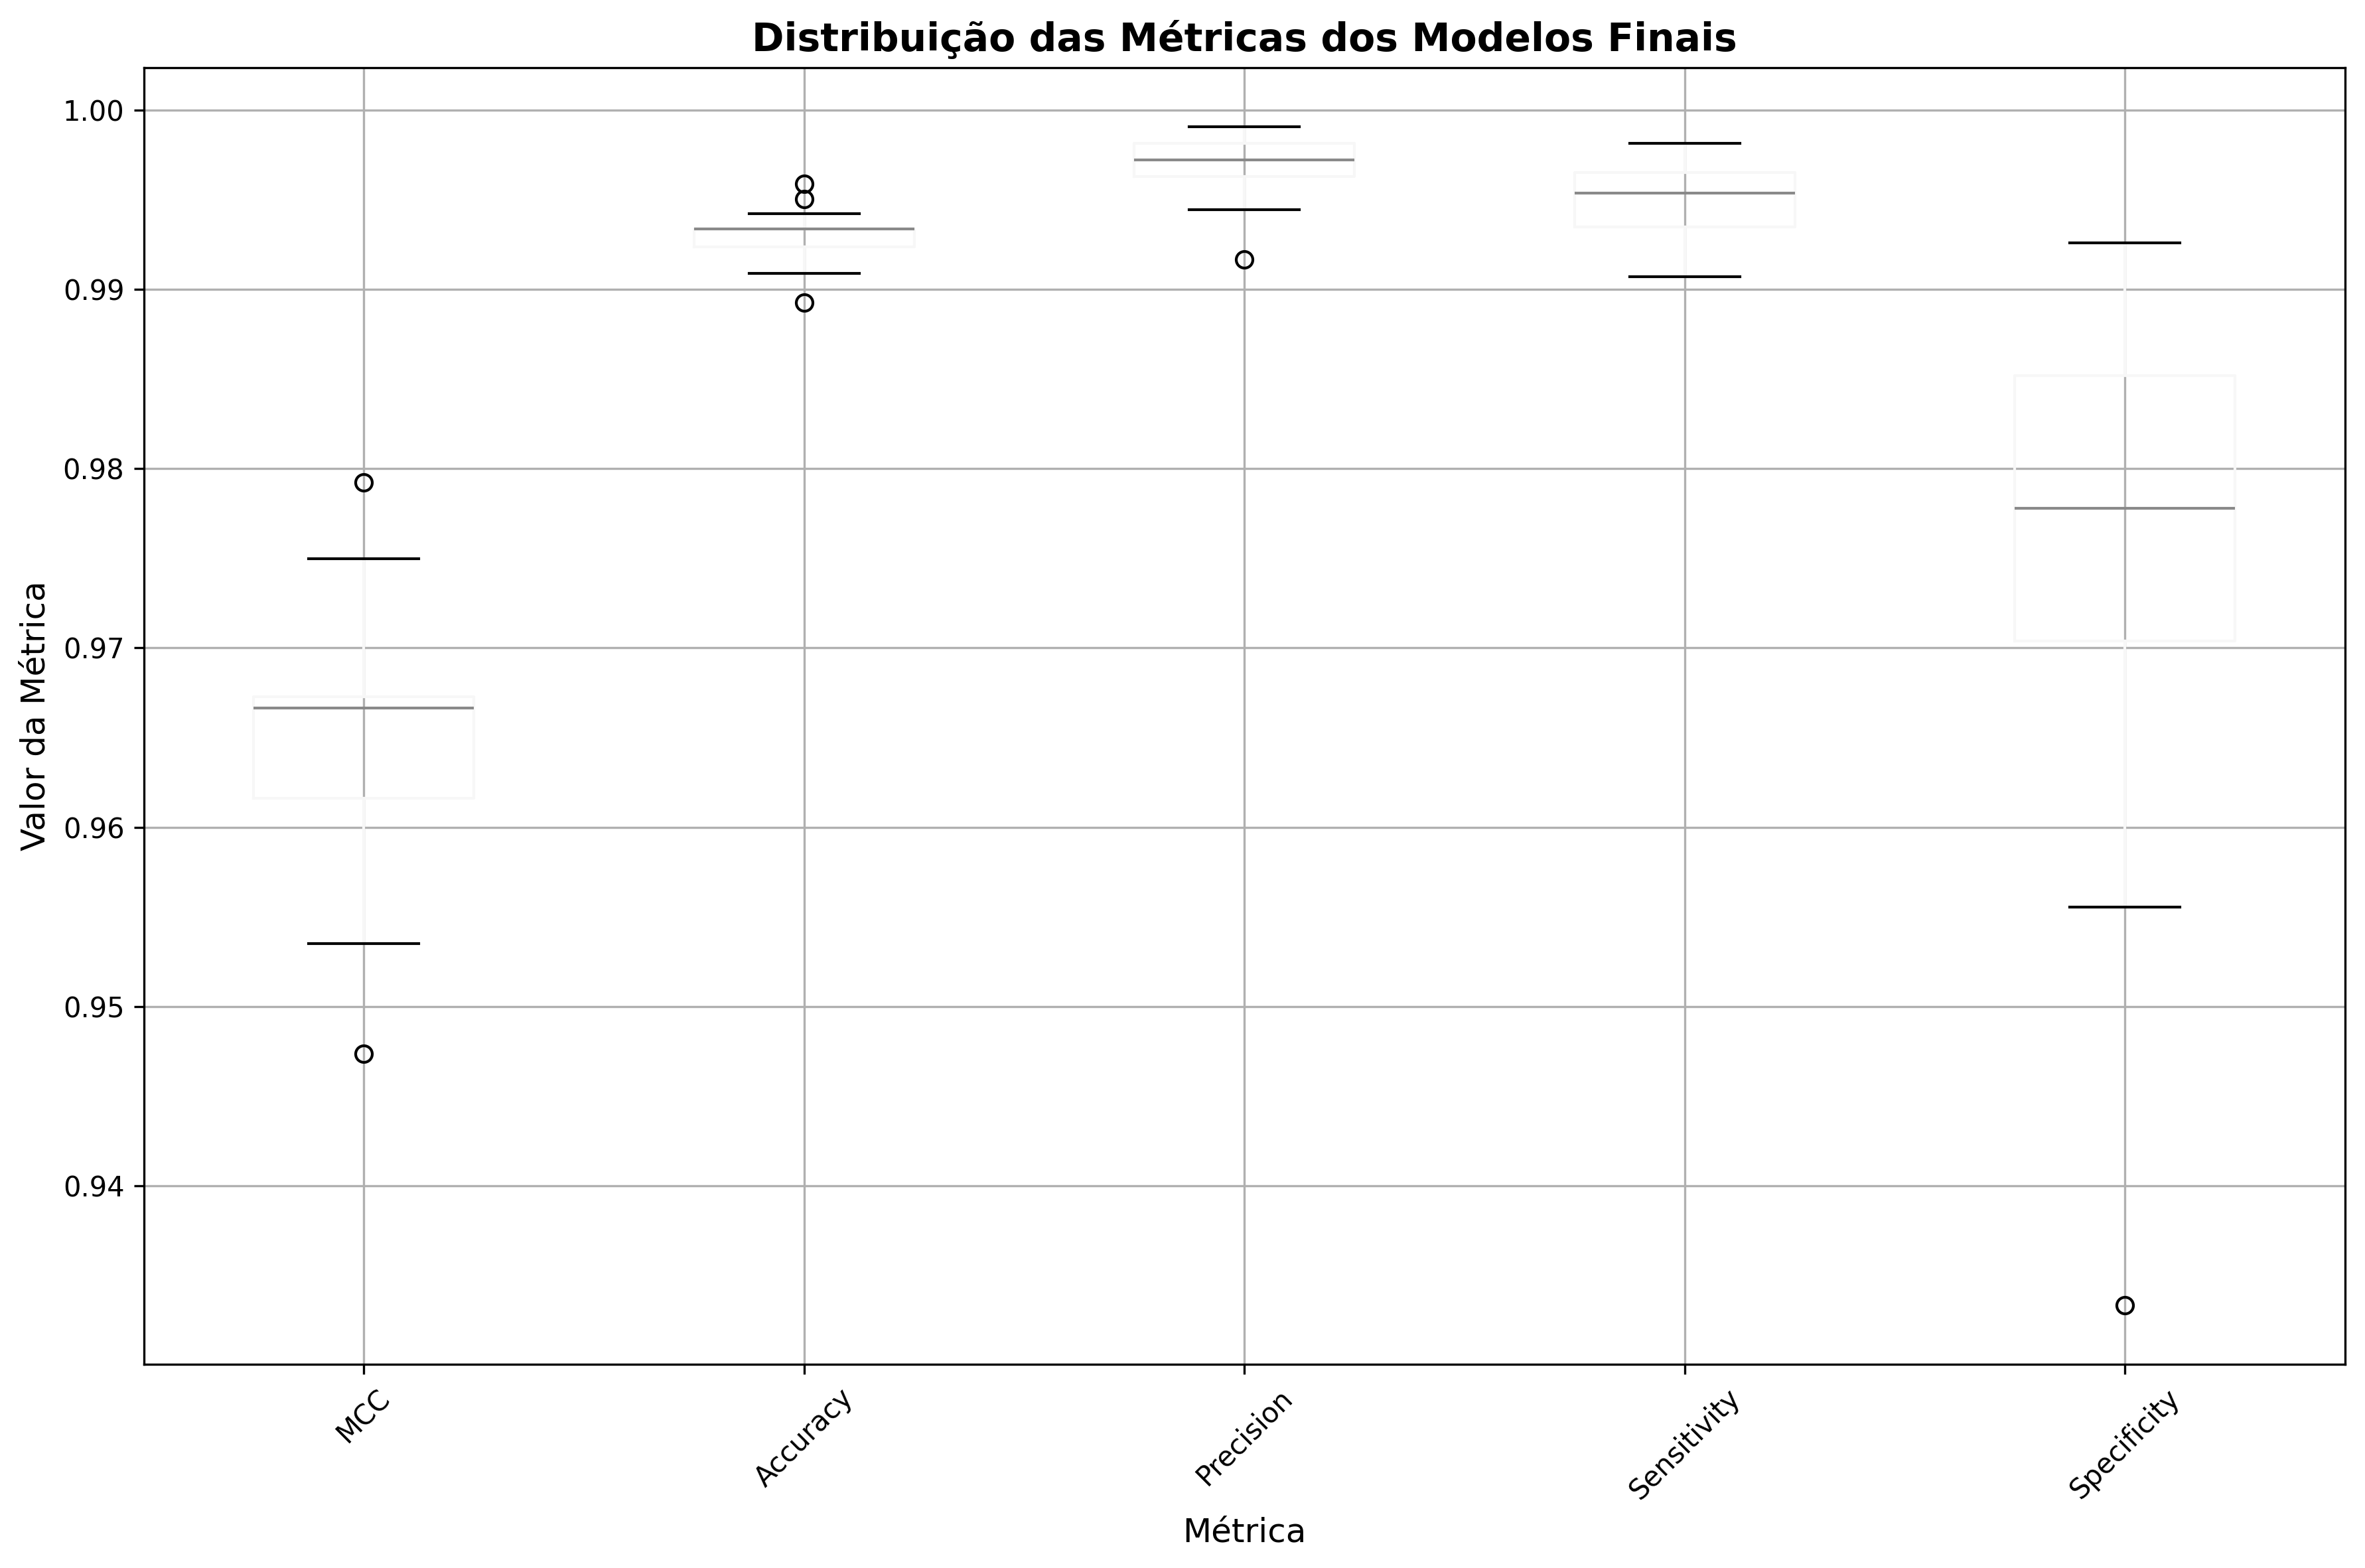 Distribuição das Métricas dos Modelos Finais
Valor da Métrica
1.00
0.99
0.98
0.97
0.96
0.95
0.94
MCC
Accuracy
Precision
Sensitivity
Specificity
Métrica